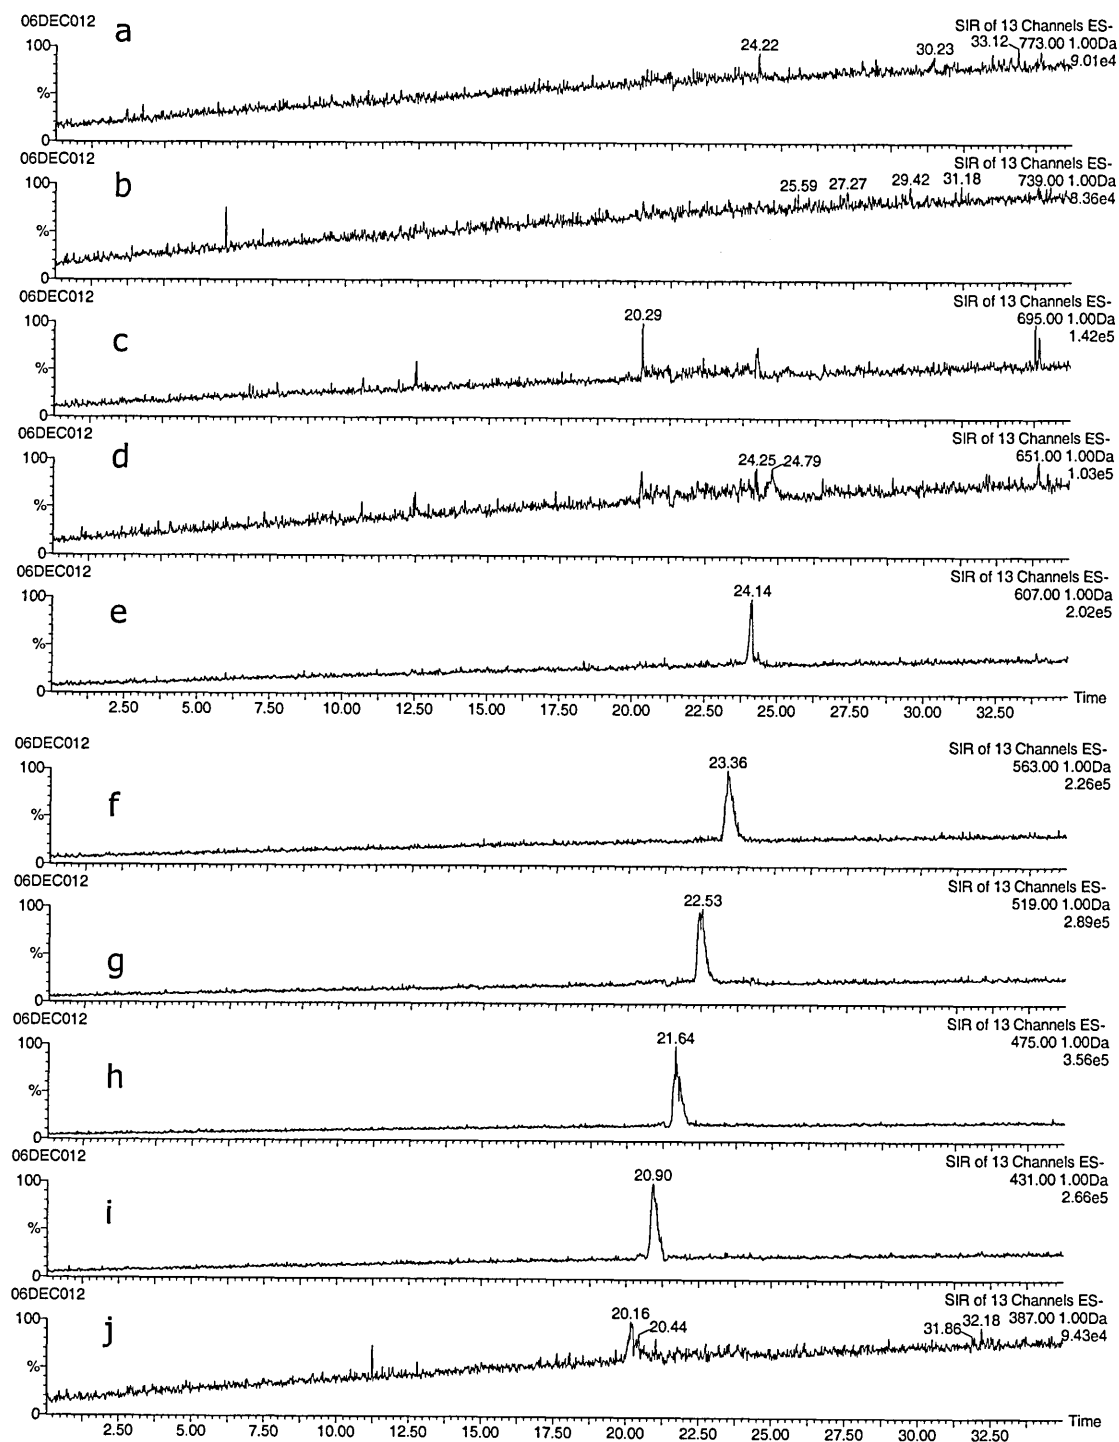 06DEC012
a
SIR of 13 Channels ES-
773.00 1.00Da
9.01e4
100
%
0
24.22
30.23
33.12
06DEC012
b
SIR of 13 Channels ES-
739.00 1.00Da
8.36e4
100
%
0
25.59
27.27
29.42
31.18
06DEC012
c
SIR of 13 Channels ES-
695.00 1.00Da
1.42e5
100
%
0
20.29
06DEC012
d
SIR of 13 Channels ES-
651.00 1.00Da
1.03e5
100
%
0
24.25
24.79
06DEC012
e
SIR of 13 Channels ES-
607.00 1.00Da
2.02e5
100
%
0
24.14
Time
2.50 5.00 7.50 10.00 12.50 15.00 17.50 20.00 22.50 25.00 27.50 30.00 32.50
06DEC012
f
SIR of 13 Channels ES-
563.00 1.00Da
2.26e5
100
%
0
23.36
06DEC012
g
SIR of 13 Channels ES-
519.00 1.00Da
2.89e5
100
%
0
22.53
06DEC012
h
SIR of 13 Channels ES-
475.00 1.00Da
3.56e5
100
%
0
21.64
06DEC012
i
SIR of 13 Channels ES-
431.00 1.00Da
2.66e5
100
%
0
20.90
06DEC012
j
SIR of 13 Channels ES-
387.00 1.00Da
9.43e4
100
%
0
20.16
20.44
31.86
32.18
Time
2.50 5.00 7.50 10.00 12.50 15.00 17.50 20.00 22.50 25.00 27.50 30.00 32.50